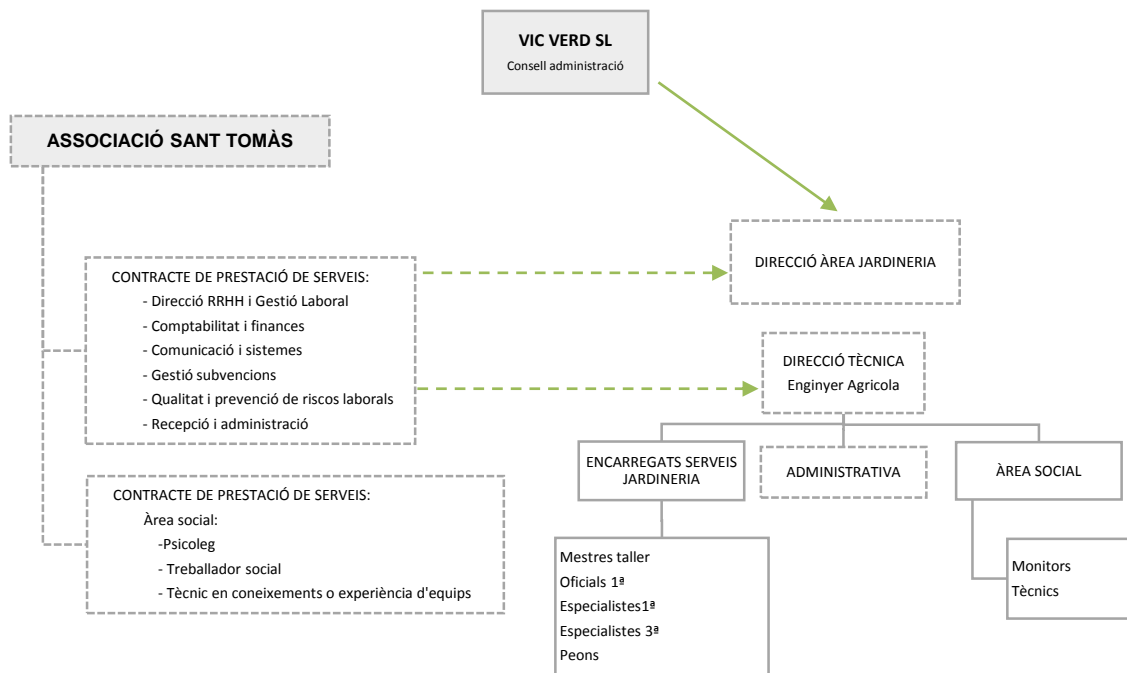 VIC VERD SL
Consell administració
ASSOCIACIÓ SANT TOMÀS
DIRECCIÓ ÀREA JARDINERIA
CONTRACTE DE PRESTACIÓ DE SERVEIS:
- Direcció RRHH i Gestió Laboral
- Comptabilitat i finances
- Comunicació i sistemes
- Gestió subvencions
- Qualitat i prevenció de riscos laborals
- Recepció i administració
DIRECCIÓ TÈCNICA
Enginyer Agricola
ENCARREGATS SERVEIS
JARDINERIA
ADMINISTRATIVA
ÀREA SOCIAL
CONTRACTE DE PRESTACIÓ DE SERVEIS:
Àrea social:
-Psicoleg
- Treballador social
- Tècnic en coneixements o experiència d'equips
Mestres taller
Oficials 1ª
Especialistes1ª
Especialistes 3ª
Peons
Monitors
Tècnics